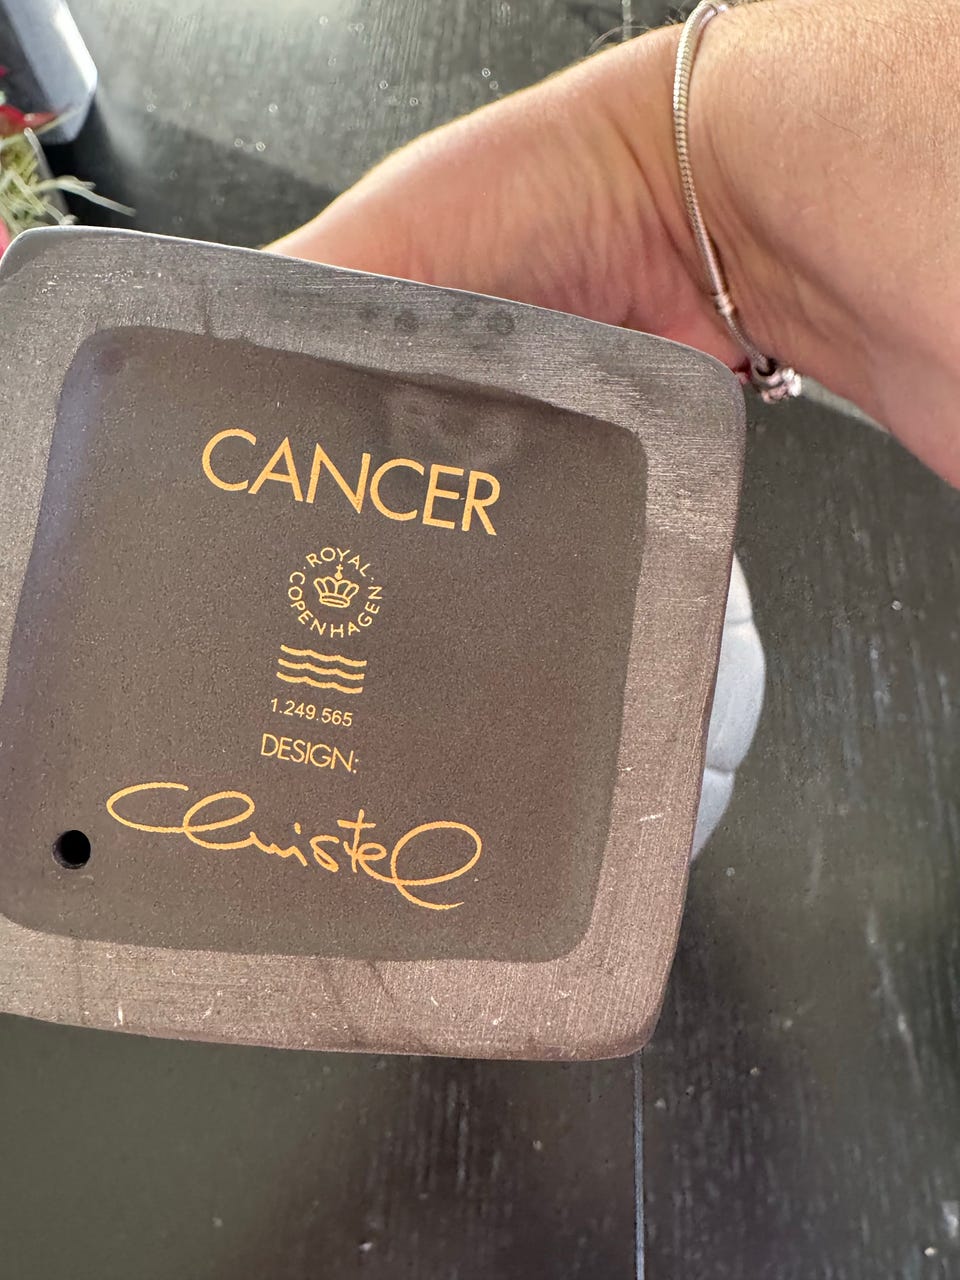 CANCER
ROYAL
COPENHAGEN
1.249.565
DESIGN:
Christel